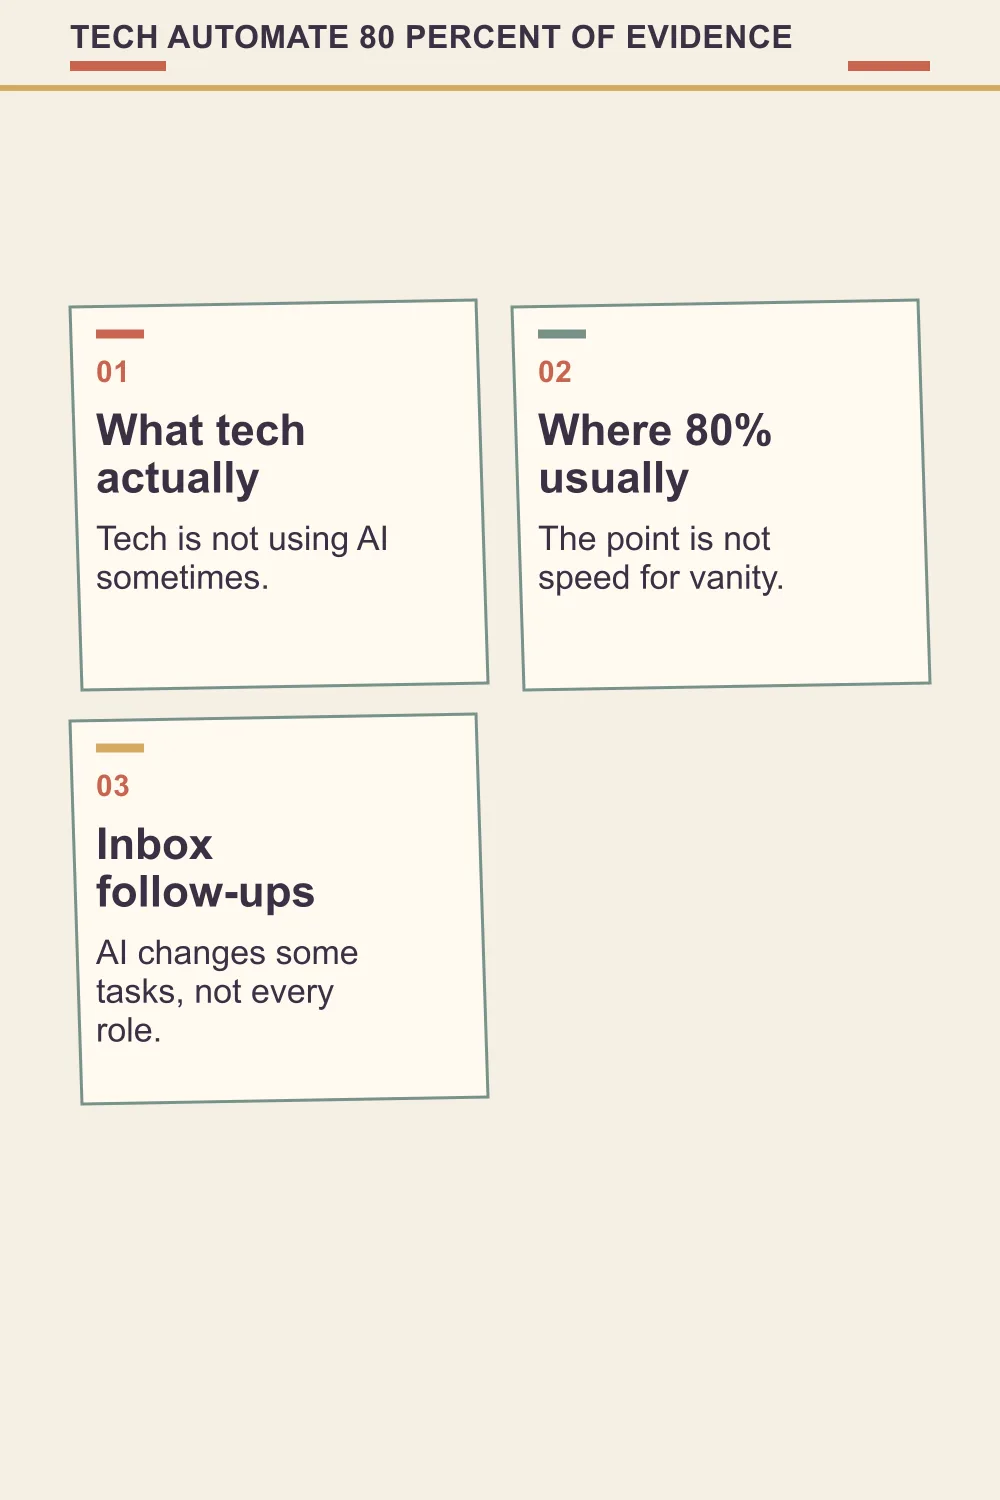 TECH AUTOMATE 80 PERCENT OF EVIDENCE
01
What tech
actually
Tech is not using AI
sometimes.
02
Where 80%
usually
The point is not
speed for vanity.
03
Inbox
follow-ups
AI changes some
tasks, not every
role.